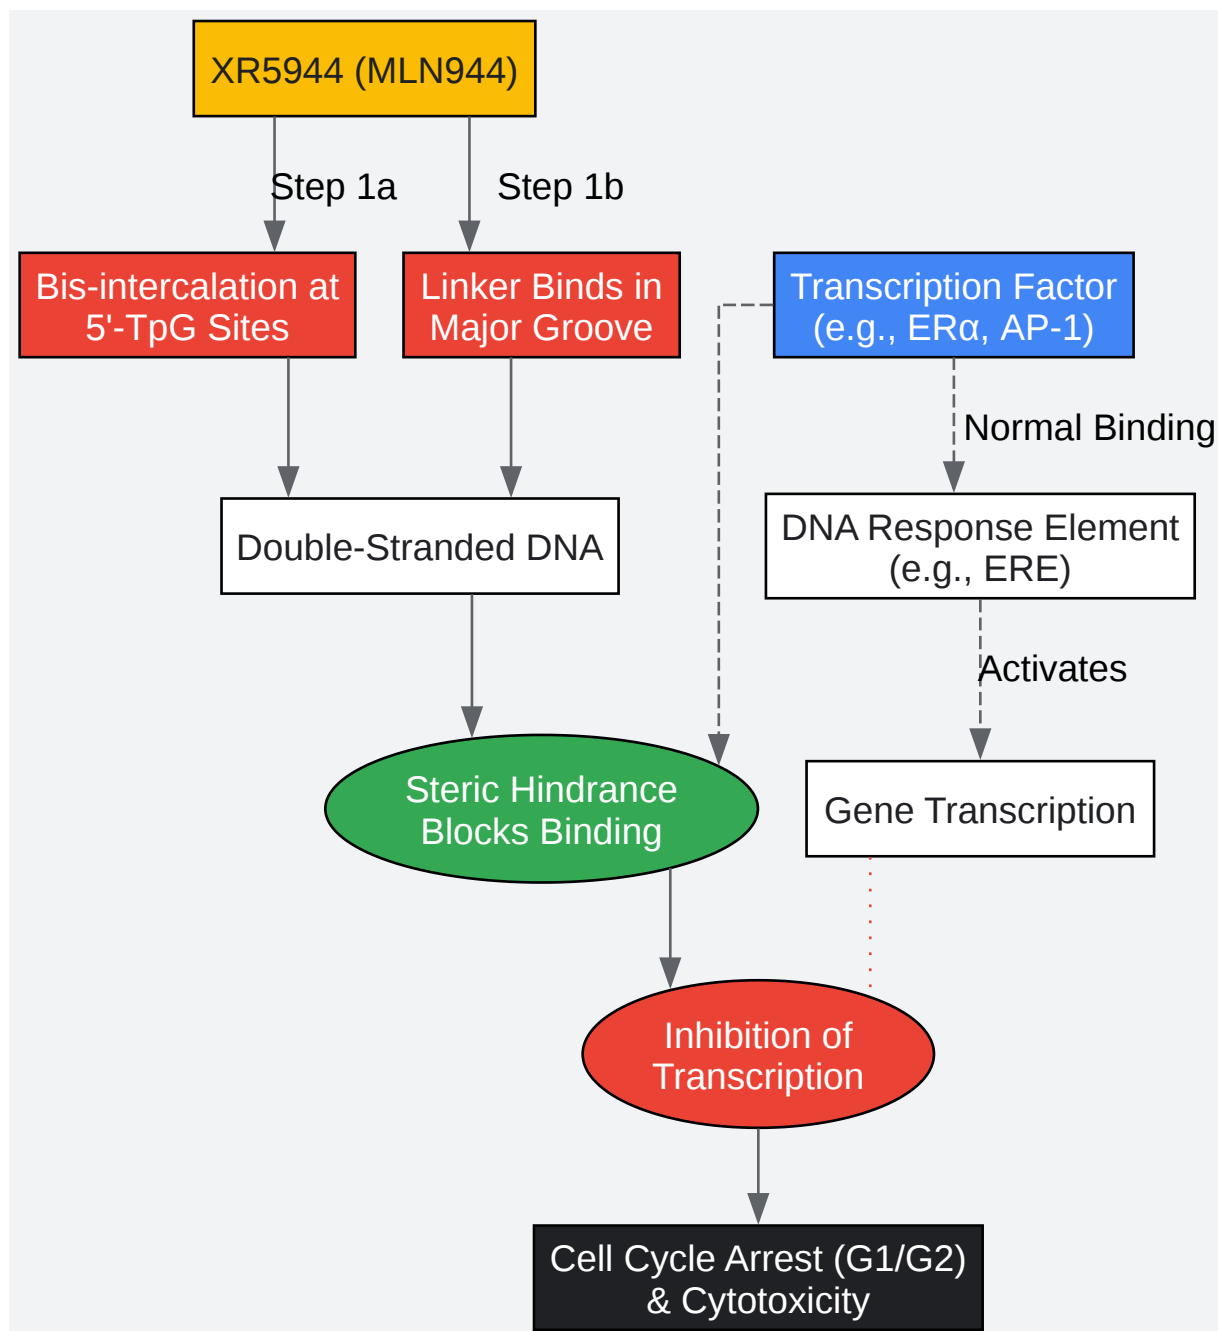 XR5944 (MLN944)
Step 1a
Step 1b
Bis-intercalation at
5'-TpG Sites
Linker Binds in
Major Groove
Transcription Factor
(e.g., ERα, AP-1)
Normal Binding
Double-Stranded DNA
DNA Response Element
(e.g., ERE)
Activates
Steric Hindrance
Blocks Binding
Gene Transcription
Inhibition of
Transcription
Cell Cycle Arrest (G1/G2)
& Cytotoxicity